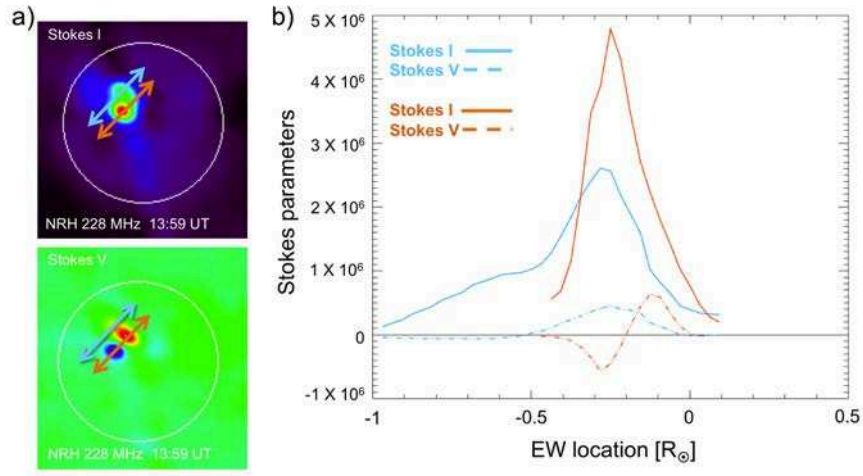 a)
Stokes I
NRH 228 MHz 13:59 UT
Stokes V
NRH 228 MHz 13:59 UT
b)
5 X 10⁶
4 X 10⁶
3 X 10⁶
2 X 10⁶
1 X 10⁶
0
-1 X 10⁶
Stokes parameters
Stokes I
Stokes V
Stokes I
Stokes V
-1 -0.5 0 0.5
EW location [R☉]